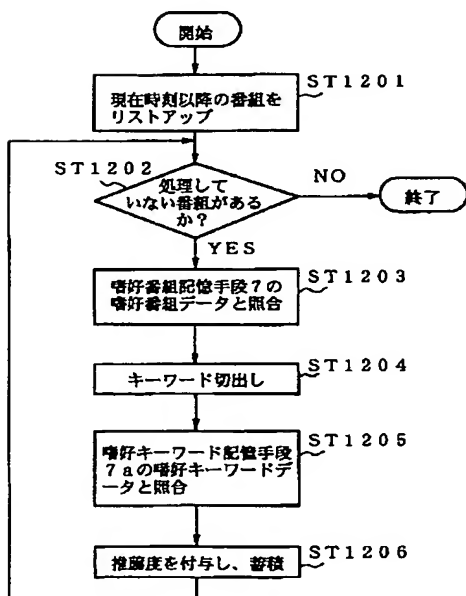 開始
ST1201
現在時刻以降の番組を
リストアップ
ST1202
処理して
いない番組がある
か？
NO
終了
YES
ST1203
嗜好番組記憶手段７の
嗜好番組データと照合
ST1204
キーワード切出し
ST1205
嗜好キーワード記憶手段
７ａの嗜好キーワードデ
ータと照合
ST1206
推薦度を付与し、蓄積